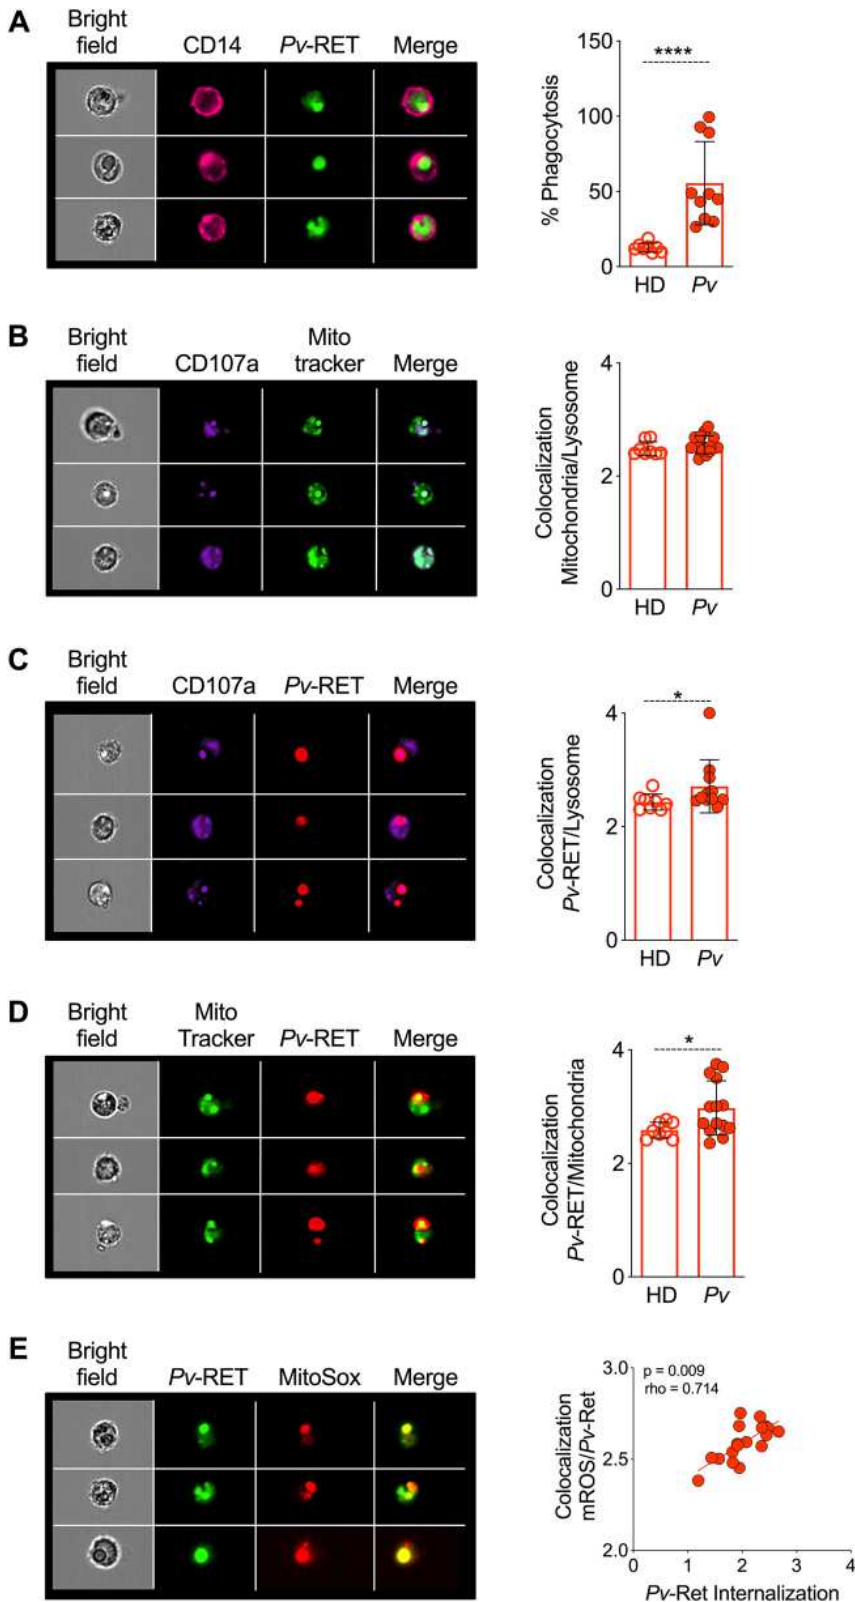 A
Bright
field
CD14
Pv-RET
Merge
150
100
50
0
% Phagocytosis
****
HD
Pv
B
Bright
field
CD107a
Mito
tracker
Merge
4
2
0
Colocalization
Mitochondria/Lysosome
HD
Pv
C
Bright
field
CD107a
Pv-RET
Merge
4
2
0
Colocalization
Pv-RET/Lysosome
*
HD
Pv
D
Bright
field
Mito
Tracker
Pv-RET
Merge
4
2
0
Colocalization
Pv-RET/Mitochondria
*
HD
Pv
E
Bright
field
Pv-RET
MitoSox
Merge
3.0
2.5
2.0
Colocalization
mROS/Pv-Ret
p = 0.009
rho = 0.714
0 1 2 3 4
Pv-Ret Internalization